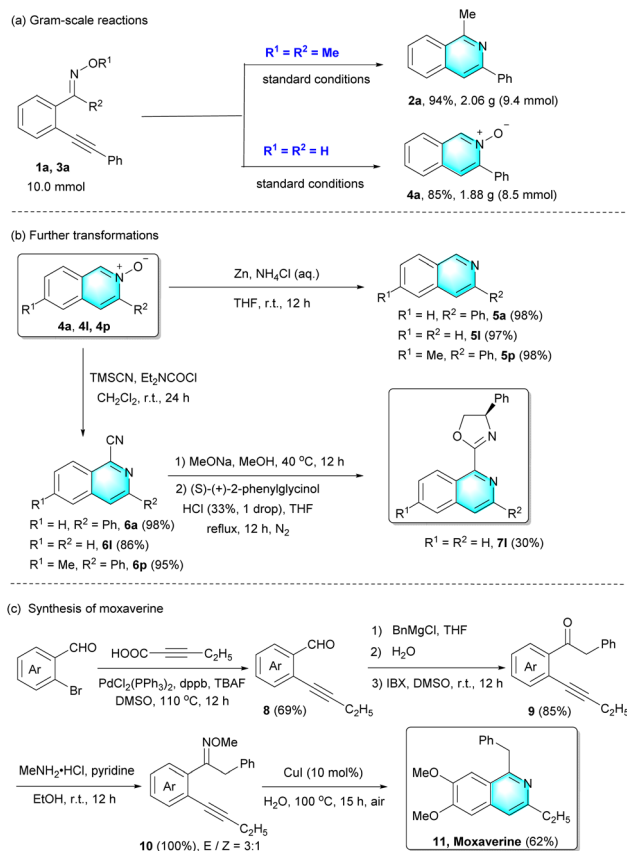 (a) Gram-scale reactions
N
OR¹
R²
Ph
1a, 3a
10.0 mmol
R¹ = R² = Me
standard conditions
R¹ = R² = H
standard conditions
Me
N
Ph
2a, 94%, 2.06 g (9.4 mmol)
N⁺
O⁻
Ph
4a, 85%, 1.88 g (8.5 mmol)
(b) Further transformations
N⁺
O⁻
R¹
R²
4a, 4l, 4p
Zn, NH₄Cl (aq.)
THF, r.t., 12 h
N
R¹
R²
R¹ = H, R² = Ph, 5a (98%)
R¹ = R² = H, 5l (97%)
R¹ = Me, R² = Ph, 5p (98%)
TMSCN, Et₂NCOCl
CH₂Cl₂, r.t., 24 h
CN
N
R¹
R²
R¹ = H, R² = Ph, 6a (98%)
R¹ = R² = H, 6l (86%)
R¹ = Me, R² = Ph, 6p (95%)
1) MeONa, MeOH, 40 °C, 12 h
2) (S)-(+)-2-phenylglycinol
HCl (33%, 1 drop), THF
reflux, 12 h, N₂
Ph
O
N
N
R¹
R²
R¹ = R² = H, 7l (30%)
(c) Synthesis of moxaverine
CHO
Ar
Br
HOOC
C₂H₅
PdCl₂(PPh₃)₂, dppb, TBAF
DMSO, 110 °C, 12 h
CHO
Ar
C₂H₅
8 (69%)
1) BnMgCl, THF
2) H₂O
3) IBX, DMSO, r.t., 12 h
O
Ph
Ar
C₂H₅
9 (85%)
MeNH₂•HCl, pyridine
EtOH, r.t., 12 h
NOMe
Ph
Ar
C₂H₅
10 (100%), E / Z = 3:1
CuI (10 mol%)
H₂O, 100 °C, 15 h, air
Ph
MeO
N
MeO
C₂H₅
11, Moxaverine (62%)